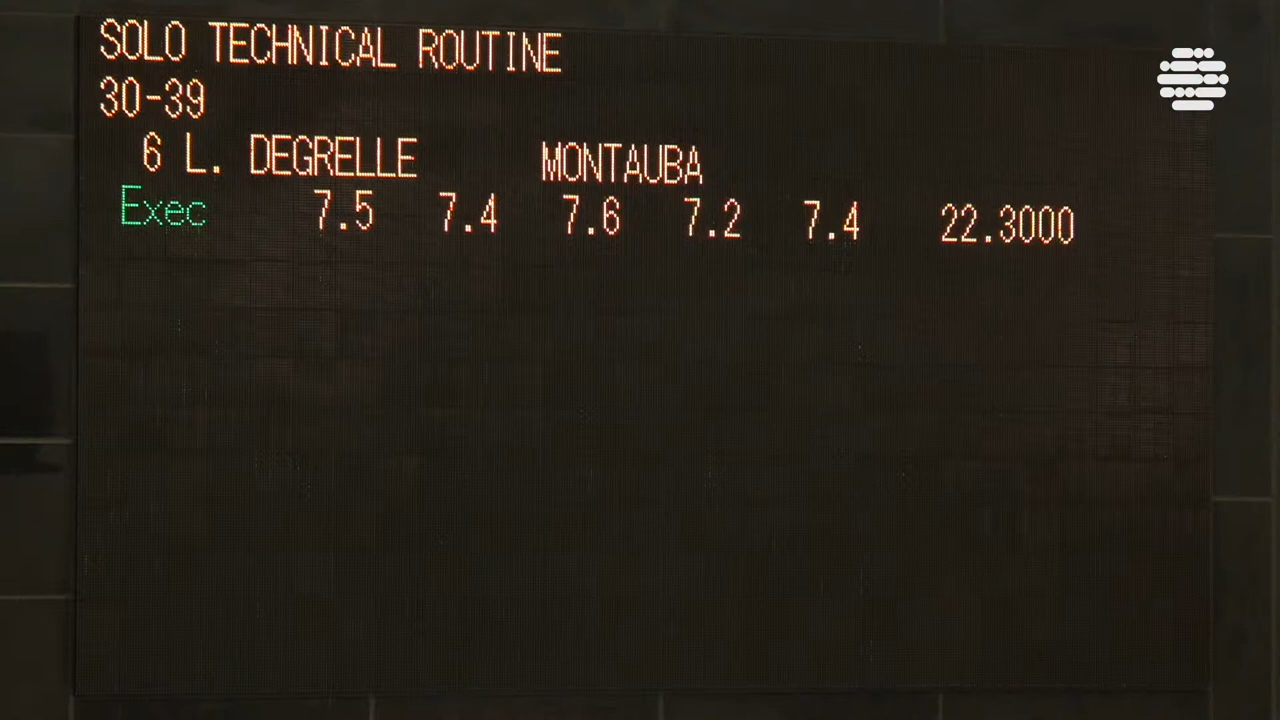 SOLO TECHNICAL ROUTINE
30-39
6 L. DEGRELLE MONTAUBA
Exec 7.5 7.4 7.6 7.2 7.4 22.3000